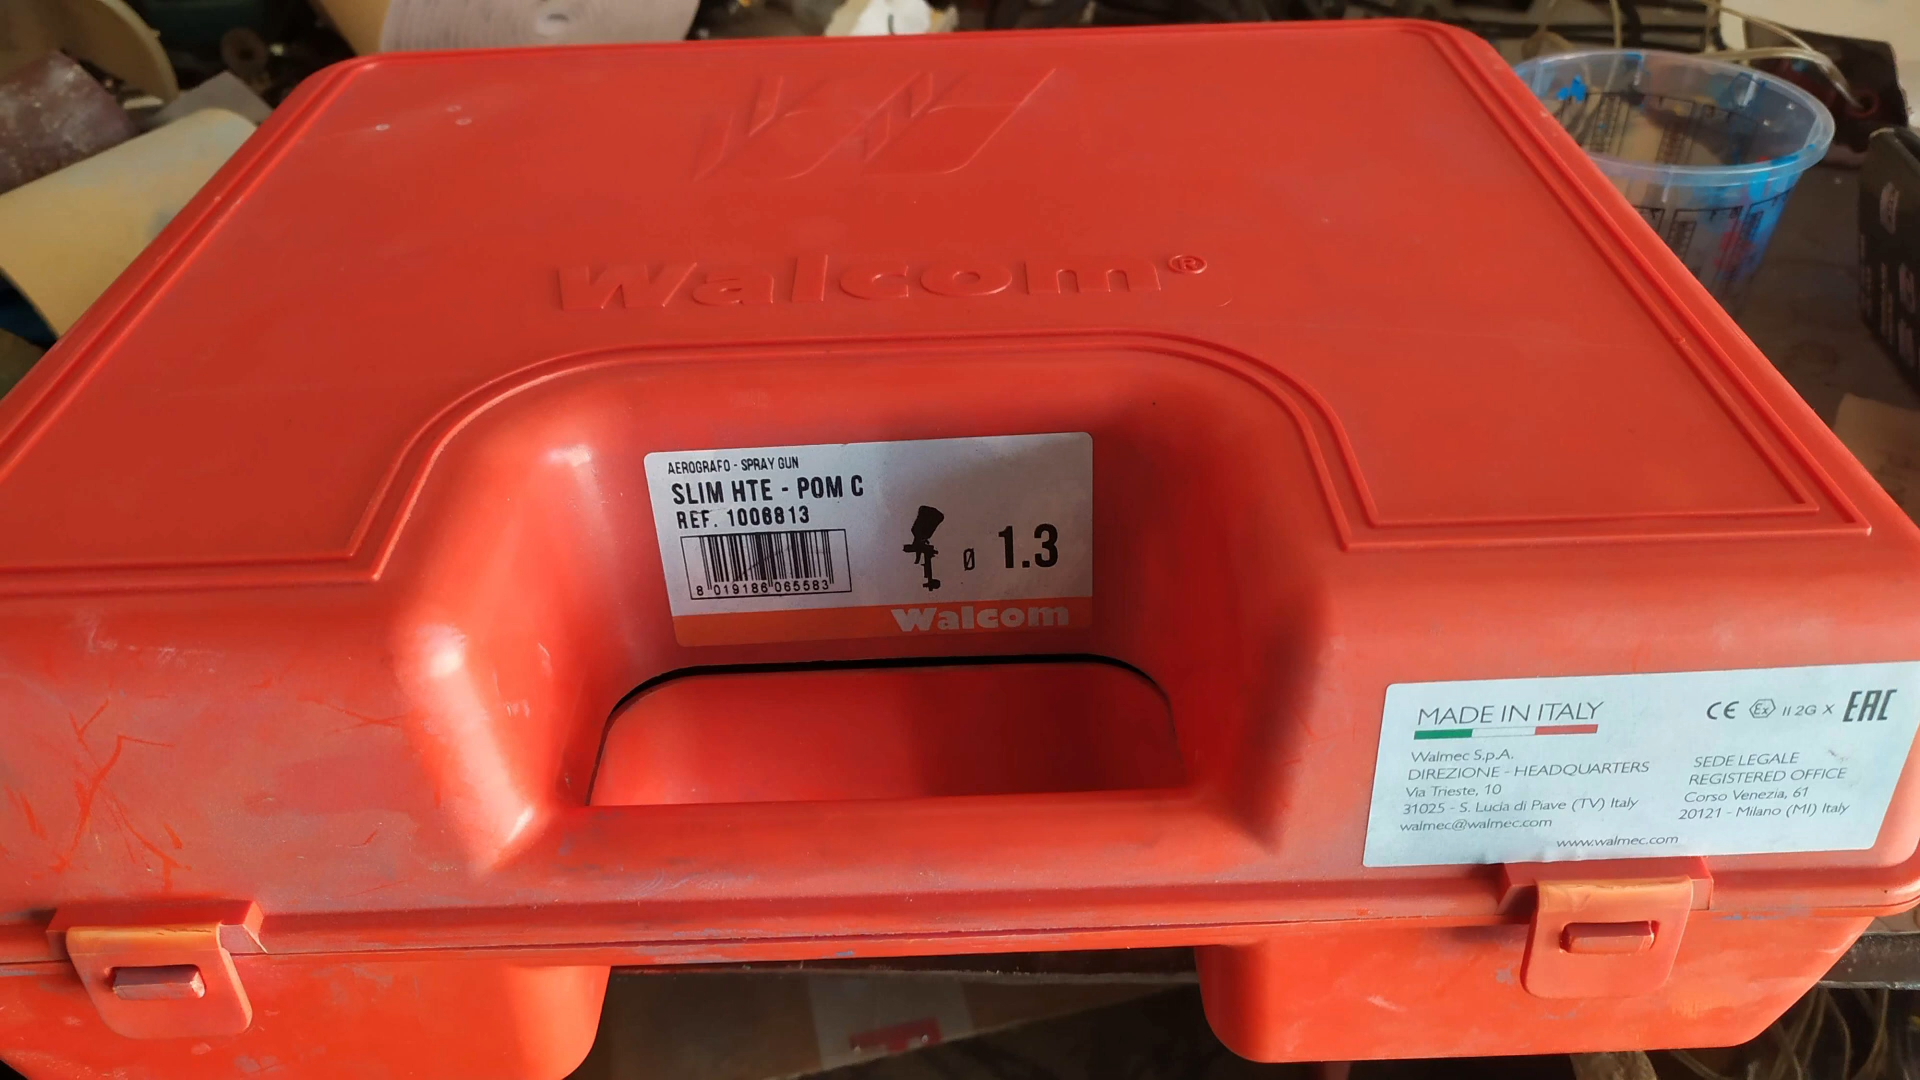 Walcom®
AEROGRAFO - SPRAY GUN
SLIM HTE - POM C
REF. 1006813
8 019186 065583
Ø 1.3
Walcom
MADE IN ITALY
Walmec S.p.A.
DIREZIONE - HEADQUARTERS
Via Trieste, 10
31025 - S. Lucia di Piave (TV) Italy
walmec@walmec.com
CE Ex II 2G X EAC
SEDE LEGALE
REGISTERED OFFICE
Corso Venezia, 61
20121 - Milano (MI) Italy
www.walmec.com